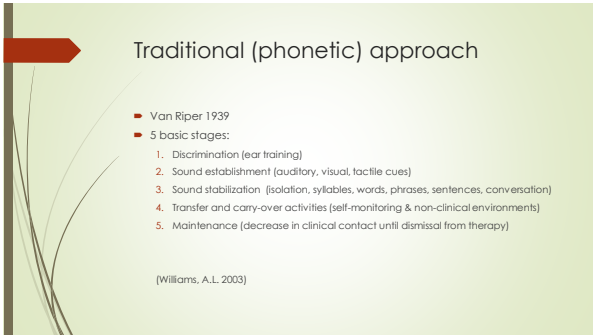 Traditional (phonetic) approach
Van Riper 1939
5 basic stages:
1. Discrimination (ear training)
2. Sound establishment (auditory, visual, tactile cues)
3. Sound stabilization (isolation, syllables, words, phrases, sentences, conversation)
4. Transfer and carry-over activities (self-monitoring & non-clinical environments)
5. Maintenance (decrease in clinical contact until dismissal from therapy)
(Williams, A.L. 2003)